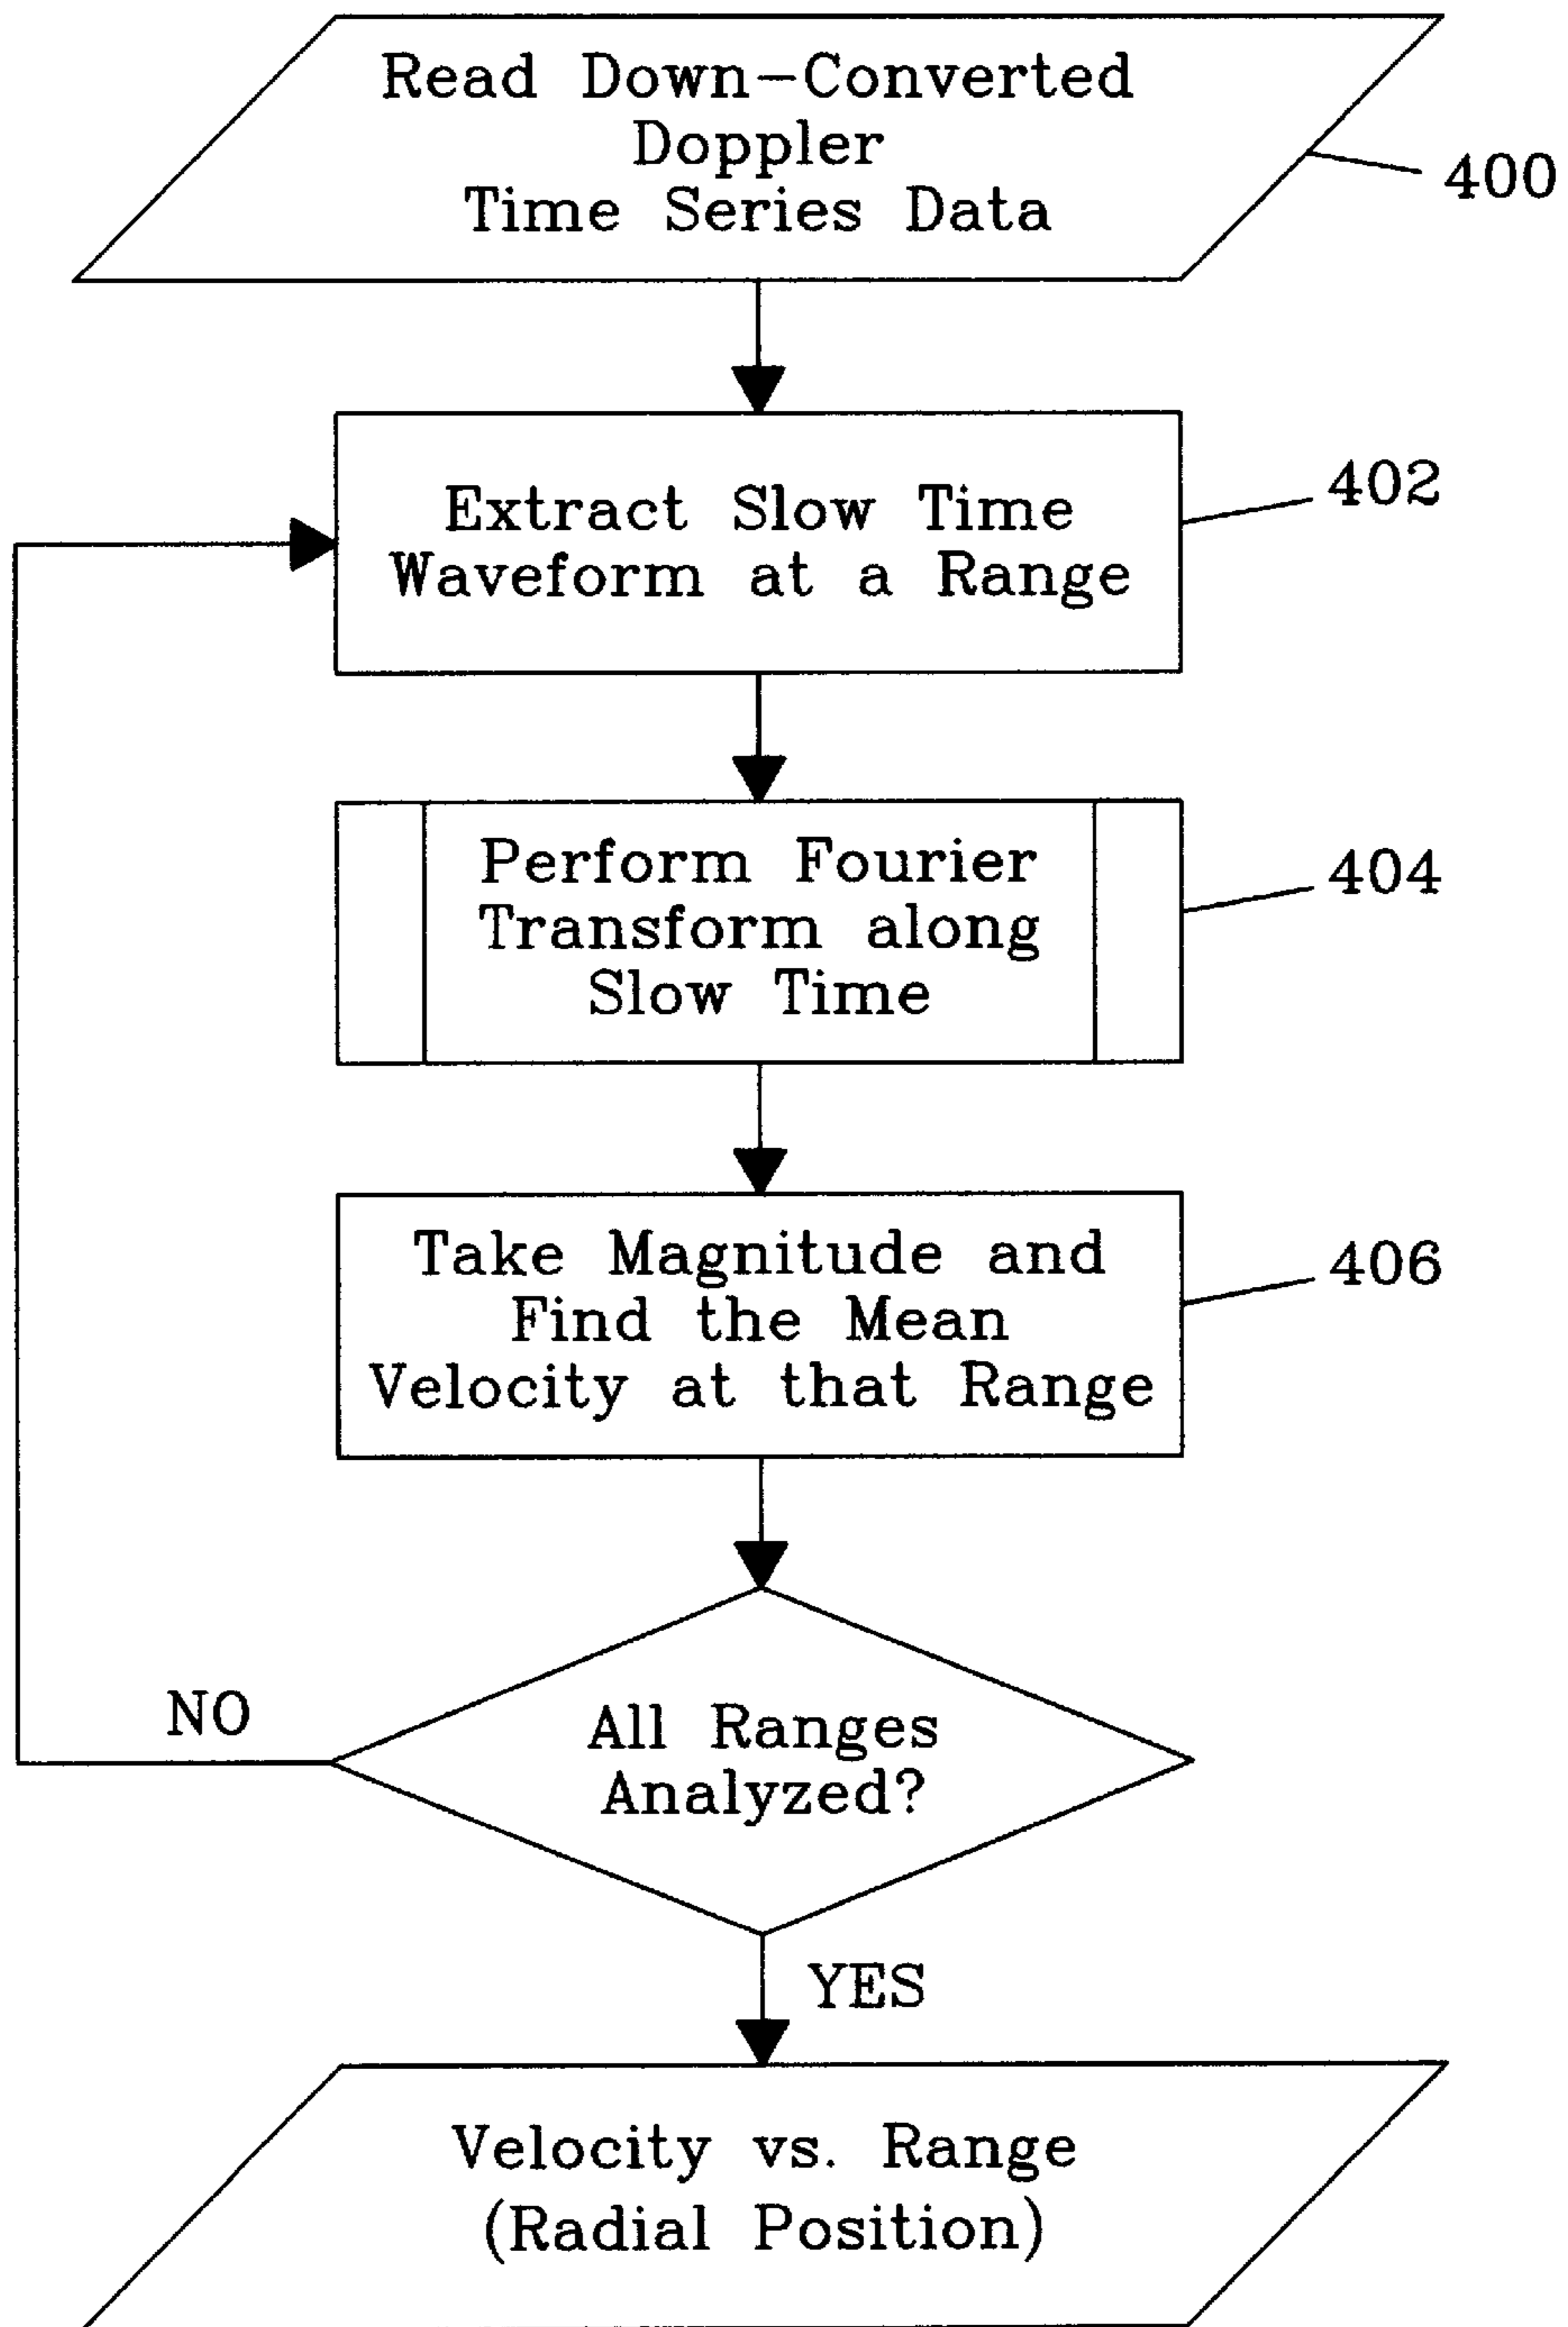 Read Down-Converted
Doppler
Time Series Data
400
Extract Slow Time
Waveform at a Range
402
Perform Fourier
Transform along
Slow Time
404
Take Magnitude and
Find the Mean
Velocity at that Range
406
All Ranges
Analyzed?
NO
YES
Velocity vs. Range
(Radial Position)